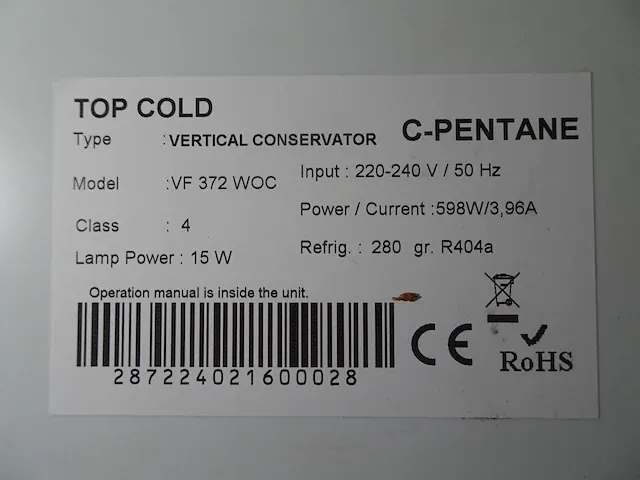 TOP COLD
C-PENTANE
Type : VERTICAL CONSERVATOR
Input : 220-240 V / 50 Hz
Model :VF 372 WOC
Power / Current :598W/3,96A
Class : 4
Refrig. : 280 gr. R404a
Lamp Power : 15 W
Operation manual is inside the unit.
287224021600028
CE
RoHS